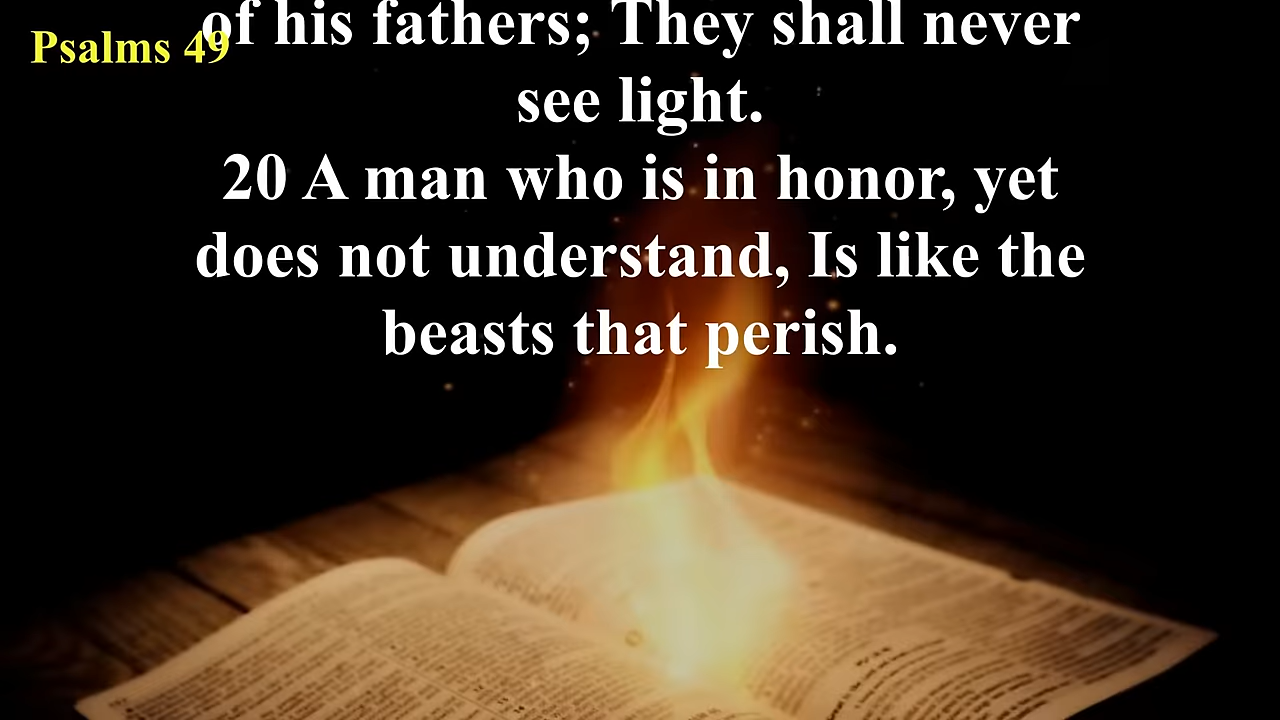 Psalms 49
of his fathers; They shall never
see light.
20 A man who is in honor, yet
does not understand, Is like the
beasts that perish.